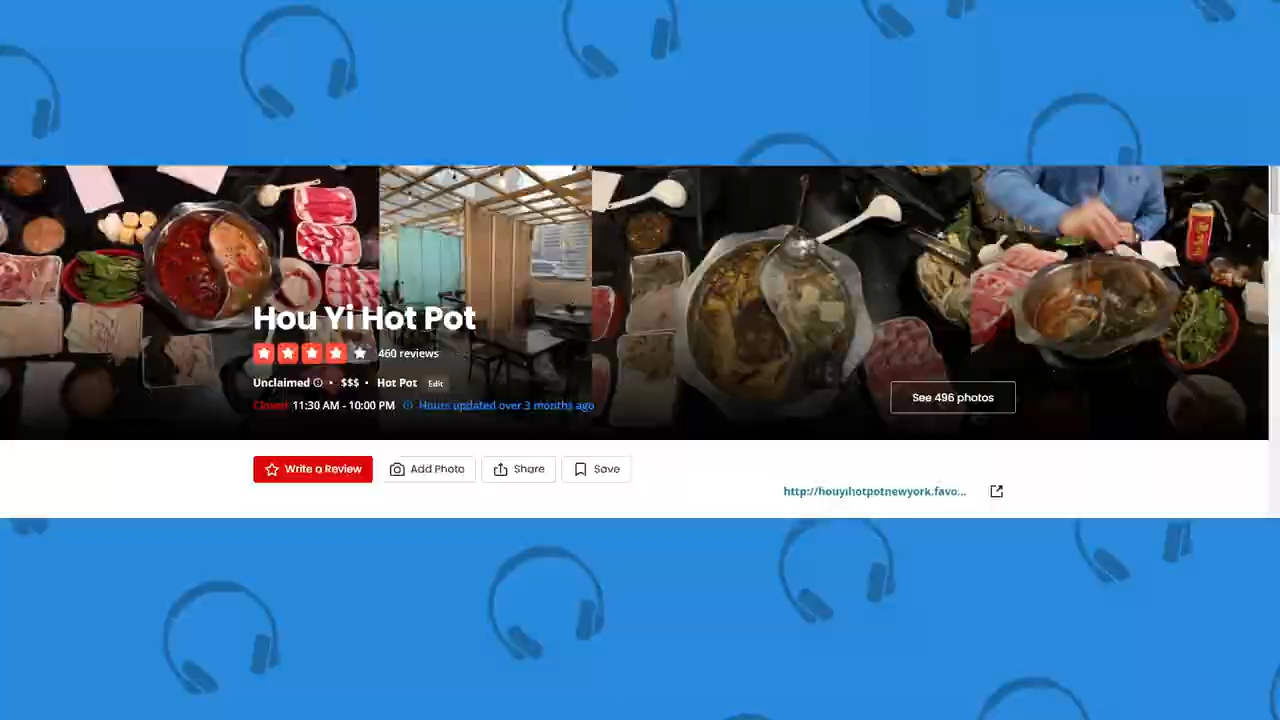 Hou Yi Hot Pot
460 reviews
Unclaimed • $$$ • Hot Pot Edit
Closed 11:30 AM - 10:00 PM Hours updated over 3 months ago
See 496 photos
Write a Review Add Photo Share Save
http://houyihotpotnewyork.favo...